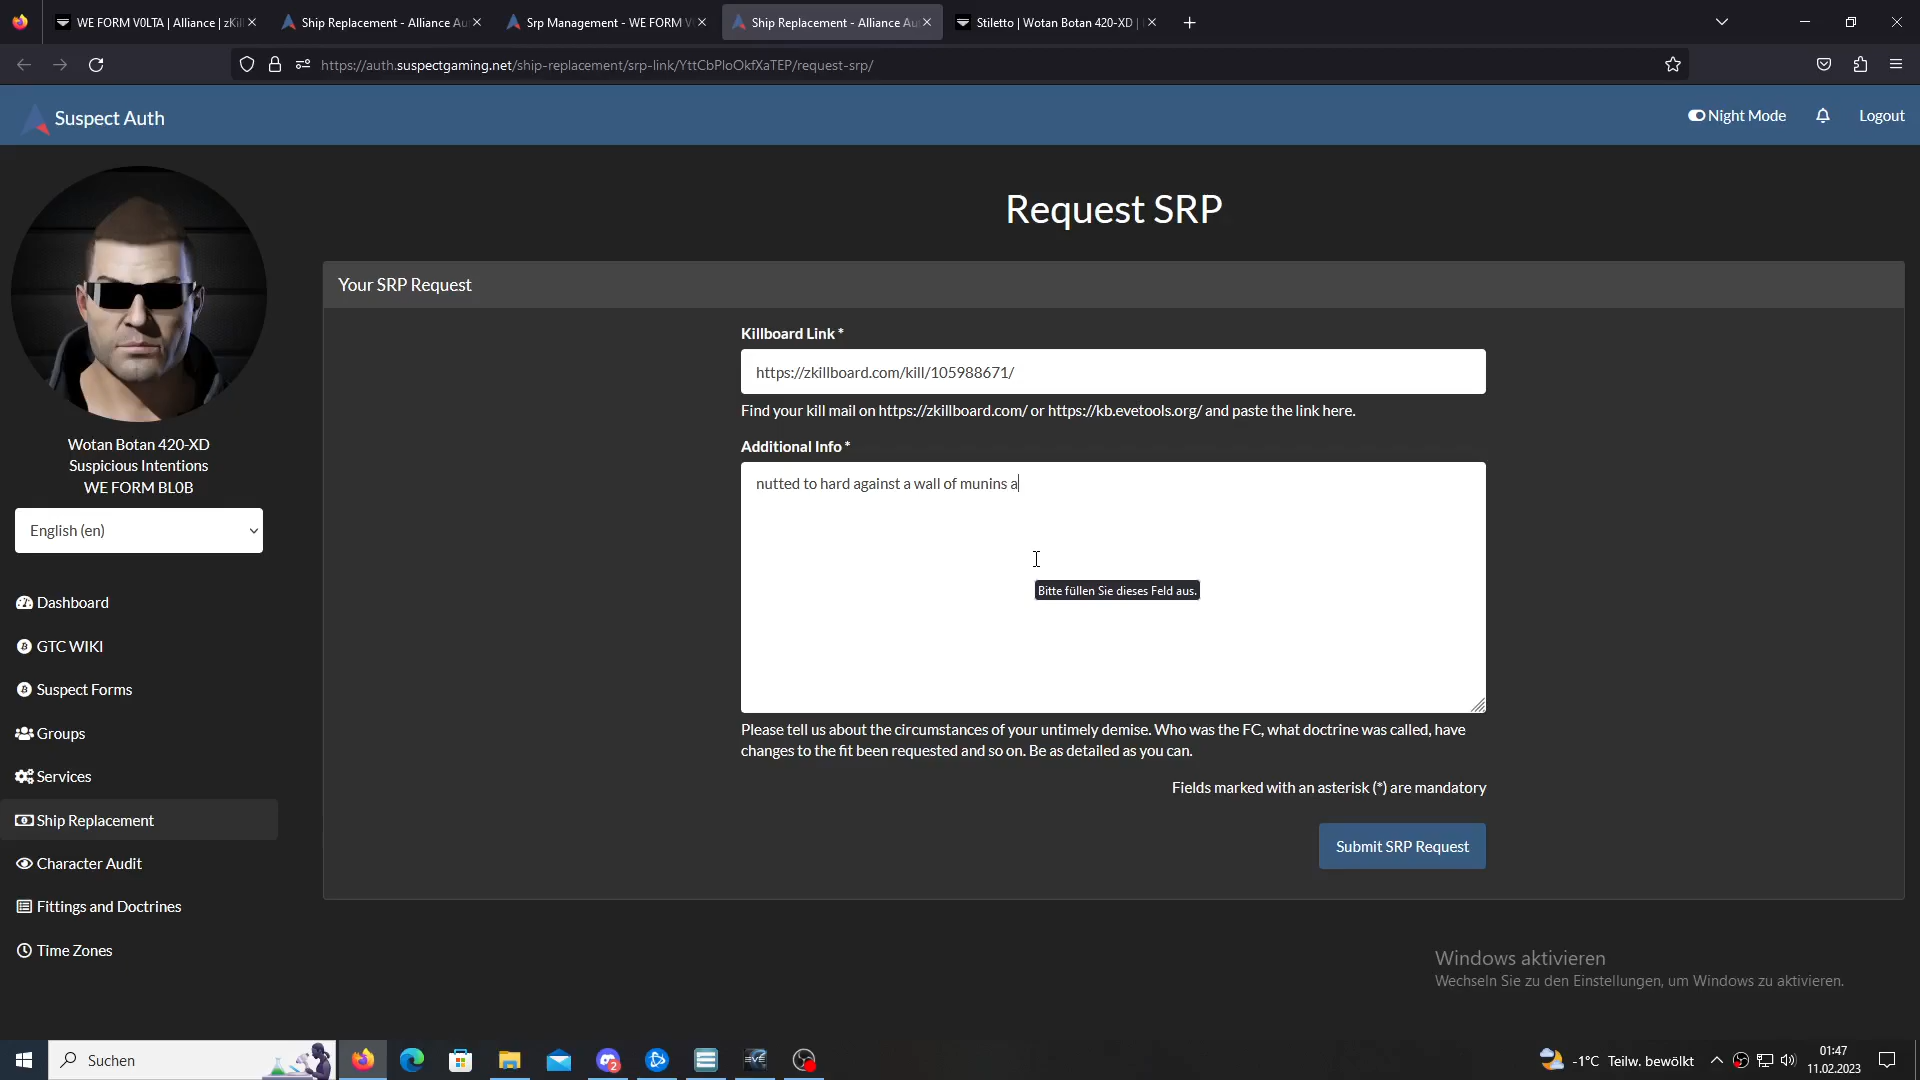 WE FORM V0LTA | Alliance | zKil
Ship Replacement - Alliance Au
Srp Management - WE FORM V
Ship Replacement - Alliance Au
Stiletto | Wotan Botan 420-XD |
https://auth.suspectgaming.net/ship-replacement/srp-link/YttCbPloOkfXaTEP/request-srp/
Suspect Auth
Night Mode
Logout
Request SRP
Your SRP Request
Killboard Link *
https://zkillboard.com/kill/105988671/
Find your kill mail on https://zkillboard.com/ or https://kb.evetools.org/ and paste the link here.
Additional Info *
nutted to hard against a wall of munins a
Bitte füllen Sie dieses Feld aus.
Please tell us about the circumstances of your untimely demise. Who was the FC, what doctrine was called, have
changes to the fit been requested and so on. Be as detailed as you can.
Fields marked with an asterisk (*) are mandatory
Submit SRP Request
Wotan Botan 420-XD
Suspicious Intentions
WE FORM BL0B
English (en)
Dashboard
GTC WIKI
Suspect Forms
Groups
Services
Ship Replacement
Character Audit
Fittings and Doctrines
Time Zones
Windows aktivieren
Wechseln Sie zu den Einstellungen, um Windows zu aktivieren.
Suchen
2
EVE
-1°C Teilw. bewölkt
01:47
11.02.2023